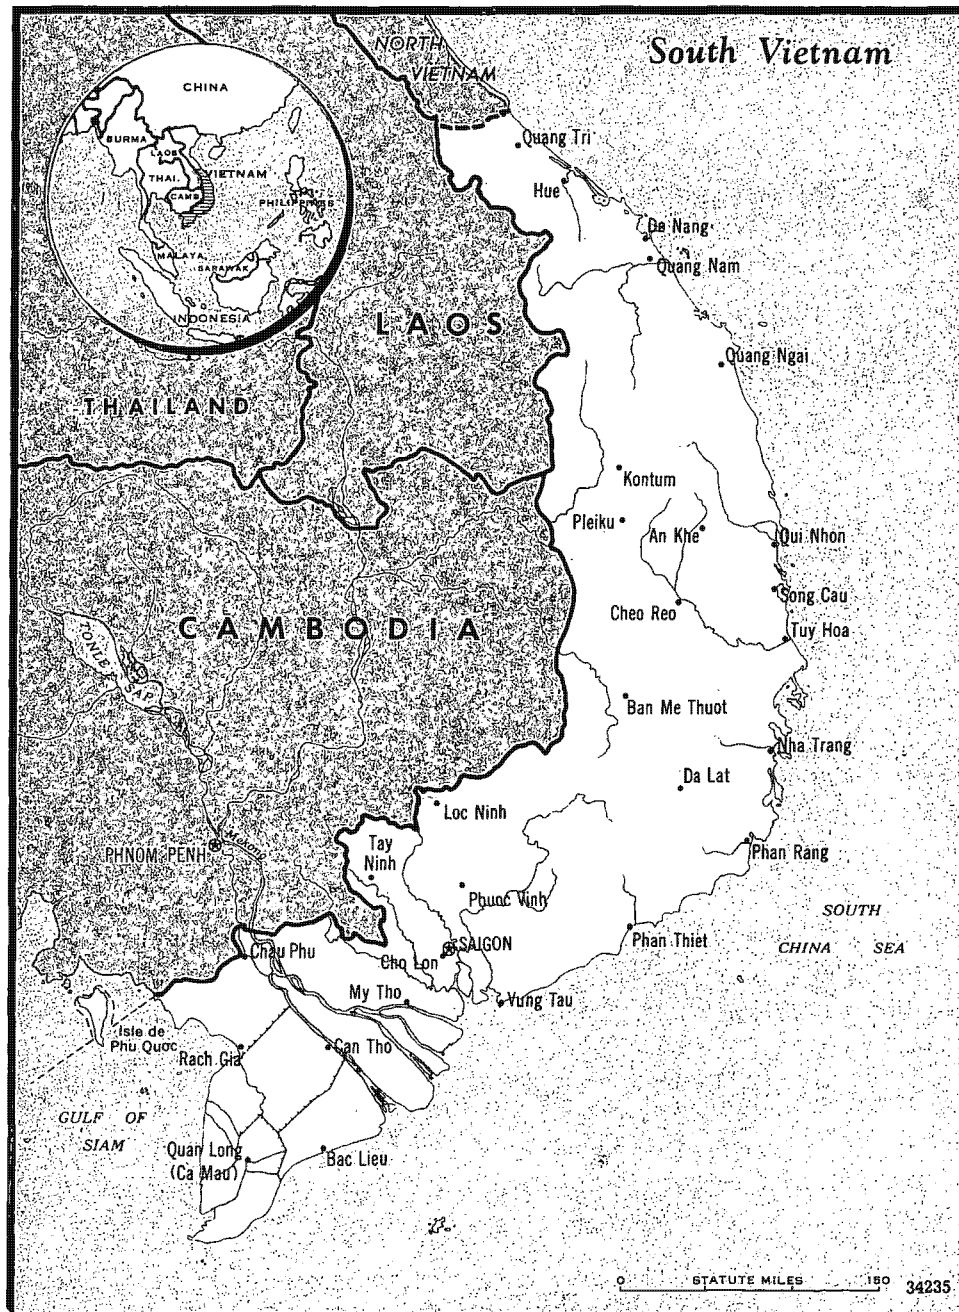 South Vietnam
NORTH
VIETNAM
CHINA
BURMA
LAOS
THAI.
VIETNAM
CAMB
PHILIPPINES
MALAYA
SARAWAK
INDONESIA
Quang Tri
Hue
Da Nang
Quang Nam
LAOS
Quang Ngai
THAILAND
Kontum
Pleiku
An Khe
Qui Nhon
Song Cau
Cheo Reo
Tuy Hoa
CAMBODIA
TONLE
SAP
Ban Me Thuot
Nha Trang
Da Lat
Loc Ninh
Tay
Ninh
Mekong
PHNOM PENH
Phan Rang
Phuoc Vinh
SOUTH
CHINA SEA
Phan Thiet
SAIGON
Chau Phu
Cho Lon
My Tho
Vung Tau
Isle de
Phu Quoc
Rach Gia
Can Tho
GULF OF
SIAM
Quan Long
(Ca Mau)
Bac Lieu
0 STATUTE MILES 150
34235